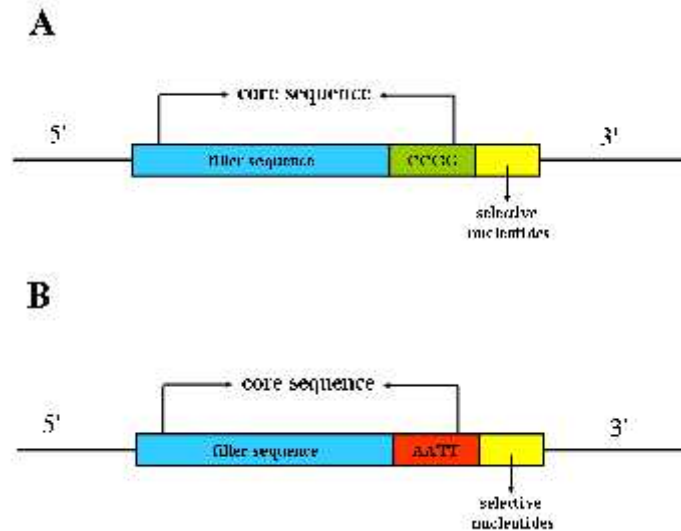 A
core sequence
5'
3'
filler sequence
CCGG
selective
nucleotides
B
core sequence
5'
3'
filler sequence
AATT
selective
nucleotides